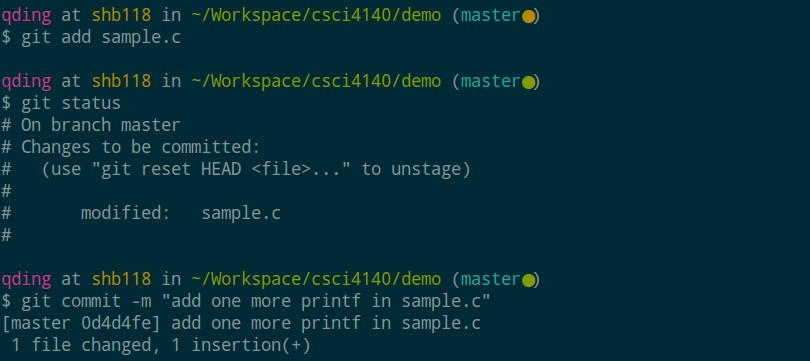 qding at shb118 in ~/Workspace/csci4140/demo (master●)
$ git add sample.c
qding at shb118 in ~/Workspace/csci4140/demo (master●)
$ git status
# On branch master
# Changes to be committed:
#   (use "git reset HEAD <file>..." to unstage)
#
#       modified:   sample.c
#
qding at shb118 in ~/Workspace/csci4140/demo (master●)
$ git commit -m "add one more printf in sample.c"
[master 0d4d4fe] add one more printf in sample.c
 1 file changed, 1 insertion(+)